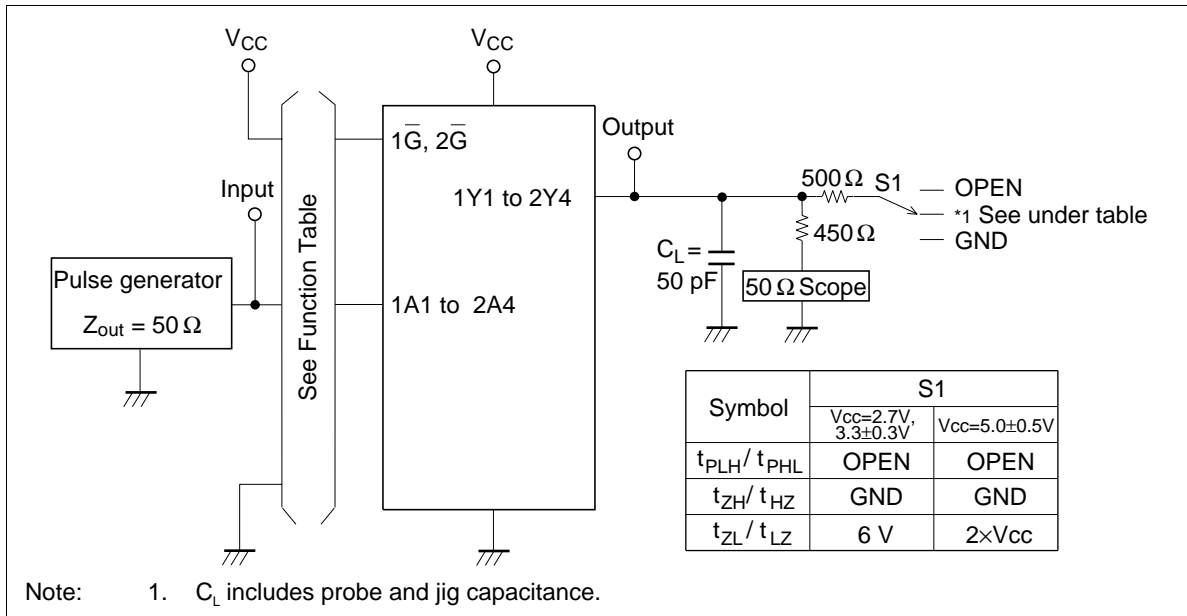 VCC
VCC
1G̅, 2G̅
Output
Input
1Y1 to 2Y4
500 Ω
S1
OPEN
*1 See under table
GND
450 Ω
CL =
50 pF
50 Ω Scope
See Function Table
Pulse generator
Zout = 50 Ω
1A1 to 2A4
Symbol
S1
Vcc=2.7V,
3.3±0.3V
Vcc=5.0±0.5V
tPLH / tPHL OPEN OPEN
tZH / tHZ GND GND
tZL / tLZ 6 V 2×Vcc
Note: 1. CL includes probe and jig capacitance.